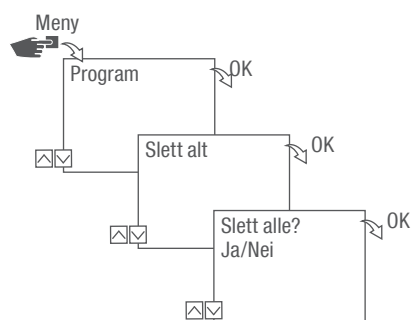 Meny
Program
OK
Slett alt
OK
Slett alle?
Ja/Nei
OK